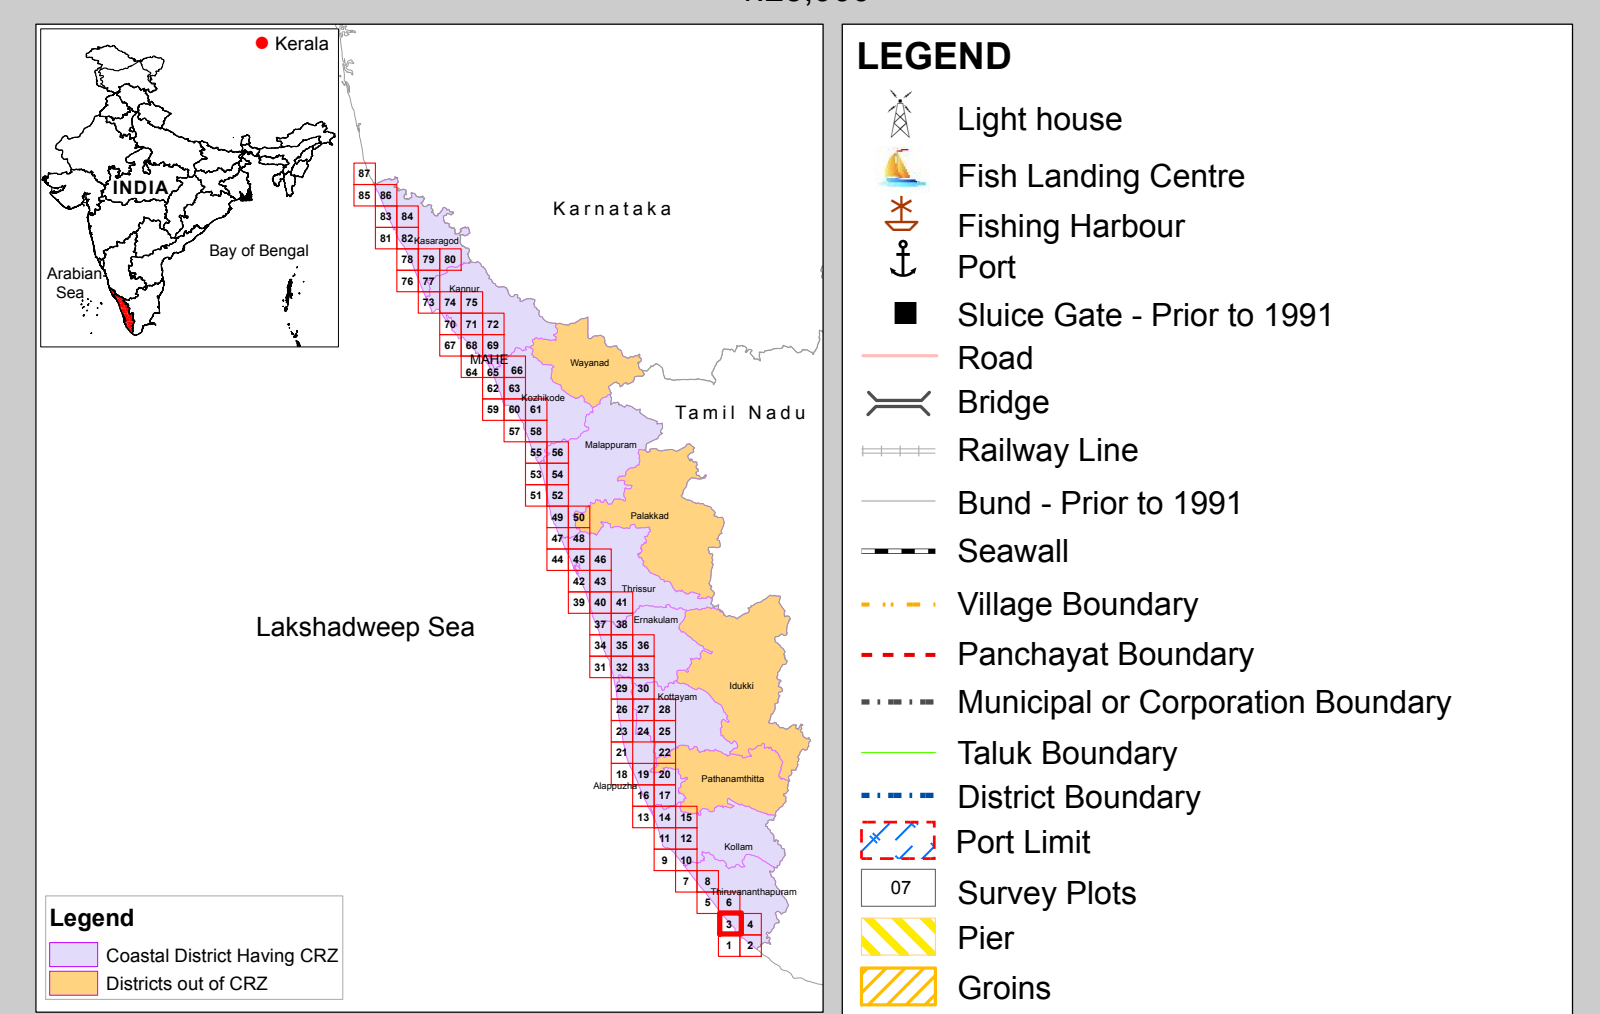 Kerala
INDIA
Bay of Bengal
Arabian
Sea
Karnataka
Tamil Nadu
Lakshadweep Sea
87
85 86
83 84
81 82 Kasaragod
78 79 80
76 77
Kannur
73 74 75
70 71 72
67 68 69
MAHE
64 65 66
Wayanad
62 63
Kozhikode
59 60 61
57 58
Malappuram
55 56
53 54
51 52
49 50
Palakkad
47 48
44 45 46
42 43
Thrissur
39 40 41
37 38 Ernakulam
34 35 36
31 32 33
29 30
Idukki
Kottayam
26 27 28
23 24 25
21 22
18 19 20
Pathanamthitta
Alappuzha
16 17
13 14 15
11 12
Kollam
9 10
7 8
Thiruvananthapuram
5 6
3 4
1 2
Legend
Coastal District Having CRZ
Districts out of CRZ
LEGEND
Light house
Fish Landing Centre
Fishing Harbour
Port
Sluice Gate - Prior to 1991
Road
Bridge
Railway Line
Bund - Prior to 1991
Seawall
Village Boundary
Panchayat Boundary
Municipal or Corporation Boundary
Taluk Boundary
District Boundary
Port Limit
07 Survey Plots
Pier
Groins